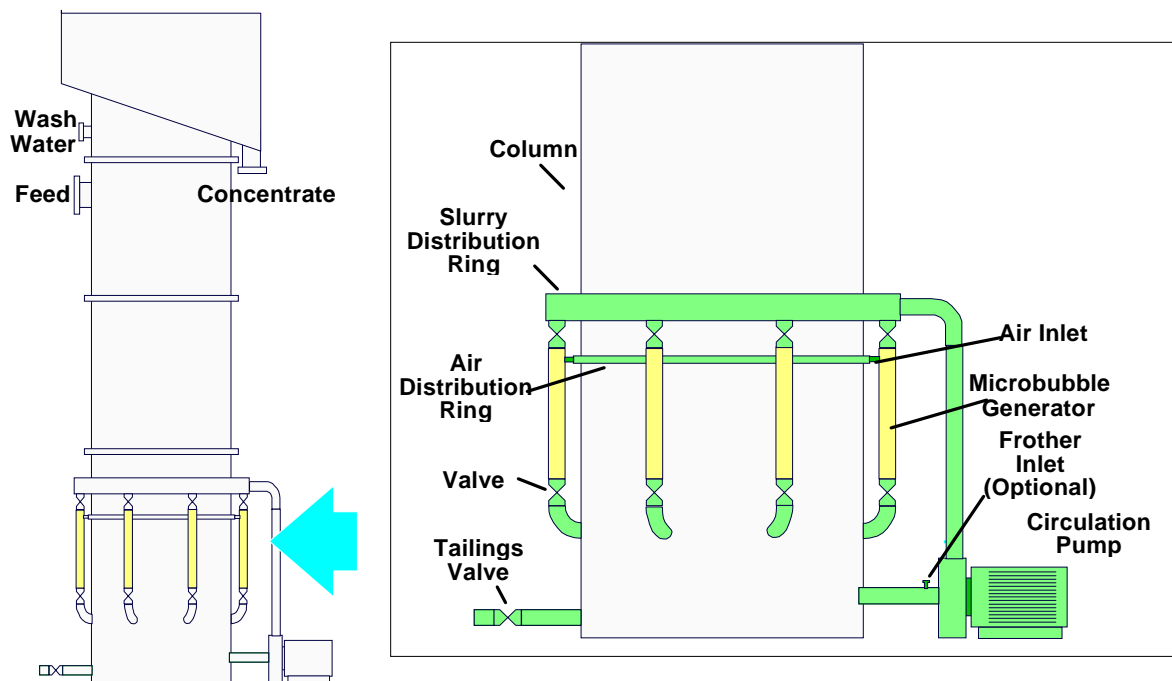 Wash
Water
Feed
Concentrate
Column
Slurry
Distribution
Ring
Air
Distribution
Ring
Valve
Tailings
Valve
Air Inlet
Microbubble
Generator
Frother
Inlet
(Optional)
Circulation
Pump